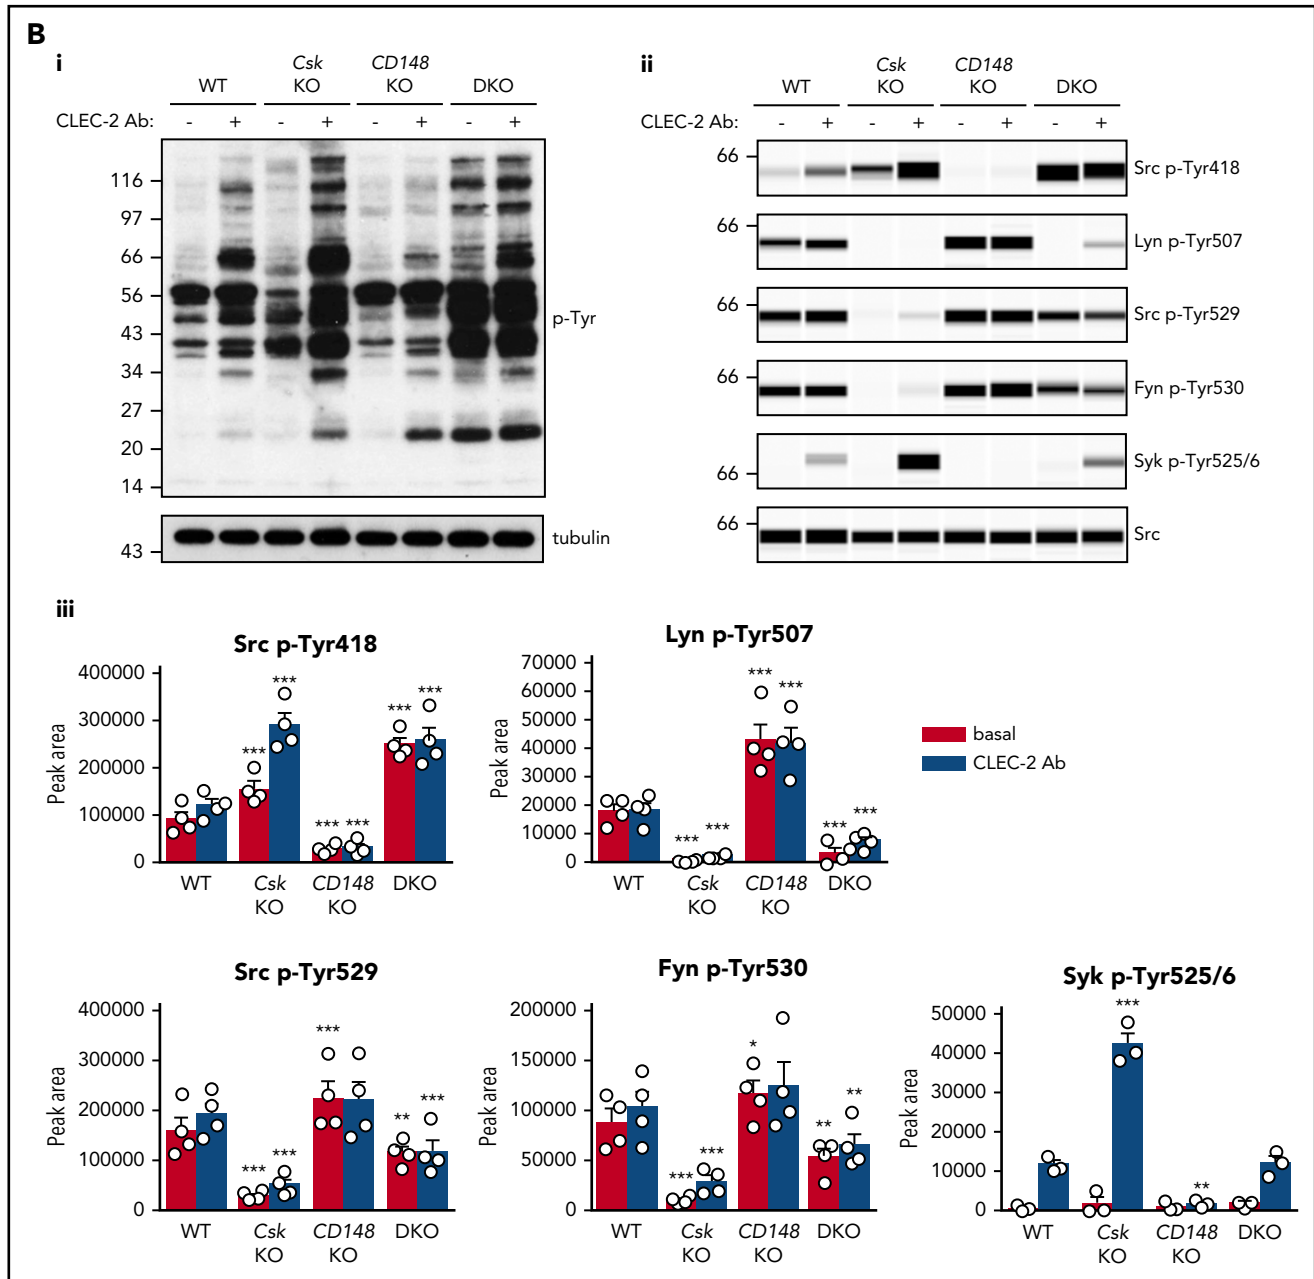 B
i
Csk CD148
WT KO KO DKO
CLEC-2 Ab: - + - + - + - +
116
97
66
56
43
34
27
20
14
p-Tyr
43
tubulin
ii
Csk CD148
WT KO KO DKO
CLEC-2 Ab: - + - + - + - +
66 Src p-Tyr418
66 Lyn p-Tyr507
66 Src p-Tyr529
66 Fyn p-Tyr530
66 Syk p-Tyr525/6
66 Src
iii
Src p-Tyr418
Peak area
400000
300000
200000
100000
0
*** *** *** *** *** ***
WT Csk CD148 DKO
KO KO
Lyn p-Tyr507
Peak area
70000
60000
50000
40000
30000
20000
10000
0
*** *** *** *** *** ***
WT Csk CD148 DKO
KO KO
basal
CLEC-2 Ab
Src p-Tyr529
Peak area
400000
300000
200000
100000
0
*** *** *** ** ***
WT Csk CD148 DKO
KO KO
Fyn p-Tyr530
Peak area
200000
150000
100000
50000
0
*** *** * ** **
WT Csk CD148 DKO
KO KO
Syk p-Tyr525/6
Peak area
50000
40000
30000
20000
10000
0
*** **
WT Csk CD148 DKO
KO KO